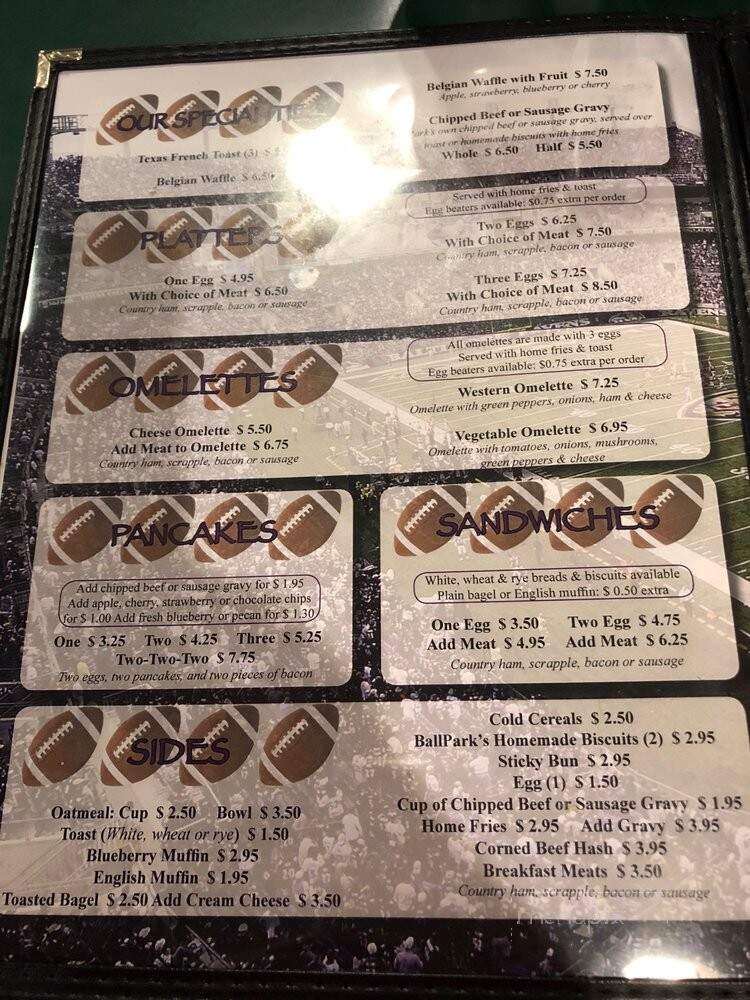 OUR SPECIALTIES
Texas French Toast (3) $
Belgian Waffle $ 6.5
Belgian Waffle with Fruit $ 7.50
Apple, strawberry, blueberry or cherry
Chipped Beef or Sausage Gravy
own chipped beef or sausage gravy, served over
toast or homemade biscuits with home fries
Whole $ 6.50 Half $ 5.50
PLATTERS
One Egg $ 4.95
With Choice of Meat $ 6.50
Country ham, scrapple, bacon or sausage
Served with home fries & toast
Egg beaters available: $0.75 extra per order
Two Eggs $ 6.25
With Choice of Meat $ 7.50
Country ham, scrapple, bacon or sausage
Three Eggs $ 7.25
With Choice of Meat $ 8.50
Country ham, scrapple, bacon or sausage
OMELETTES
Cheese Omelette $ 5.50
Add Meat to Omelette $ 6.75
Country ham, scrapple, bacon or sausage
All omelettes are made with 3 eggs
Served with home fries & toast
Egg beaters available: $0.75 extra per order
Western Omelette $ 7.25
Omelette with green peppers, onions, ham & cheese
Vegetable Omelette $ 6.95
Omelette with tomatoes, onions, mushrooms,
green peppers & cheese
PANCAKES
Add chipped beef or sausage gravy for $ 1.95
Add apple, cherry, strawberry or chocolate chips
for $ 1.00 Add fresh blueberry or pecan for $ 1.30
One $ 3.25 Two $ 4.25 Three $ 5.25
Two-Two-Two $ 7.75
Two eggs, two pancakes, and two pieces of bacon
SANDWICHES
White, wheat & rye breads & biscuits available
Plain bagel or English muffin: $ 0.50 extra
One Egg $ 3.50 Two Egg $ 4.75
Add Meat $ 4.95 Add Meat $ 6.25
Country ham, scrapple, bacon or sausage
SIDES
Oatmeal: Cup $ 2.50 Bowl $ 3.50
Toast (White, wheat or rye) $ 1.50
Blueberry Muffin $ 2.95
English Muffin $ 1.95
Toasted Bagel $ 2.50 Add Cream Cheese $ 3.50
Cold Cereals $ 2.50
BallPark's Homemade Biscuits (2) $ 2.95
Sticky Bun $ 2.95
Egg (1) $ 1.50
Cup of Chipped Beef or Sausage Gravy $ 1.95
Home Fries $ 2.95 Add Gravy $ 3.95
Corned Beef Hash $ 3.95
Breakfast Meats $ 3.50
Country ham, scrapple, bacon or sausage